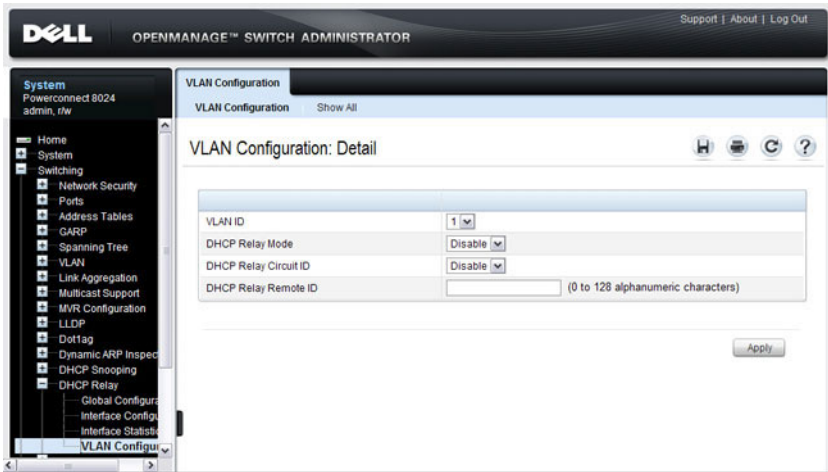 Support | About | Log Out
DELL OPENMANAGE™ SWITCH ADMINISTRATOR
System
Powerconnect 8024
admin, r/w
Home
System
Switching
Network Security
Ports
Address Tables
GARP
Spanning Tree
VLAN
Link Aggregation
Multicast Support
MVR Configuration
LLDP
Dot1ag
Dynamic ARP Inspec
DHCP Snooping
DHCP Relay
Global Configura
Interface Configu
Interface Statistic
VLAN Configur
VLAN Configuration
VLAN Configuration Show All
VLAN Configuration: Detail
VLAN ID 1
DHCP Relay Mode Disable
DHCP Relay Circuit ID Disable
DHCP Relay Remote ID (0 to 128 alphanumeric characters)
Apply